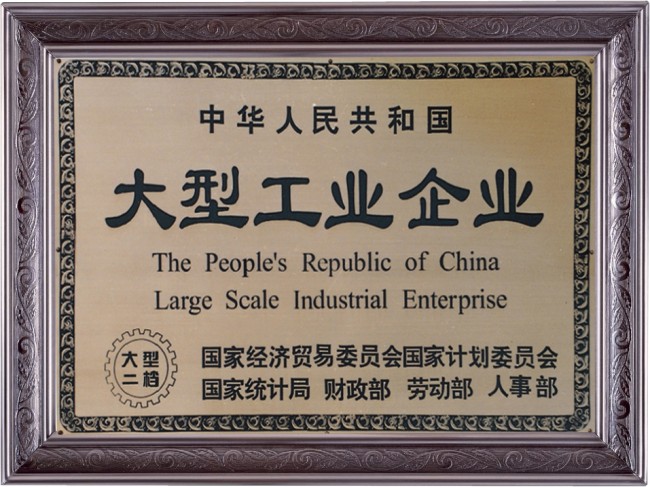 中华人民共和国
大型工业企业
The People's Republic of China
Large Scale Industrial Enterprise
大型
二档
国家经济贸易委员会国家计划委员会
国家统计局 财政部 劳动部 人事部